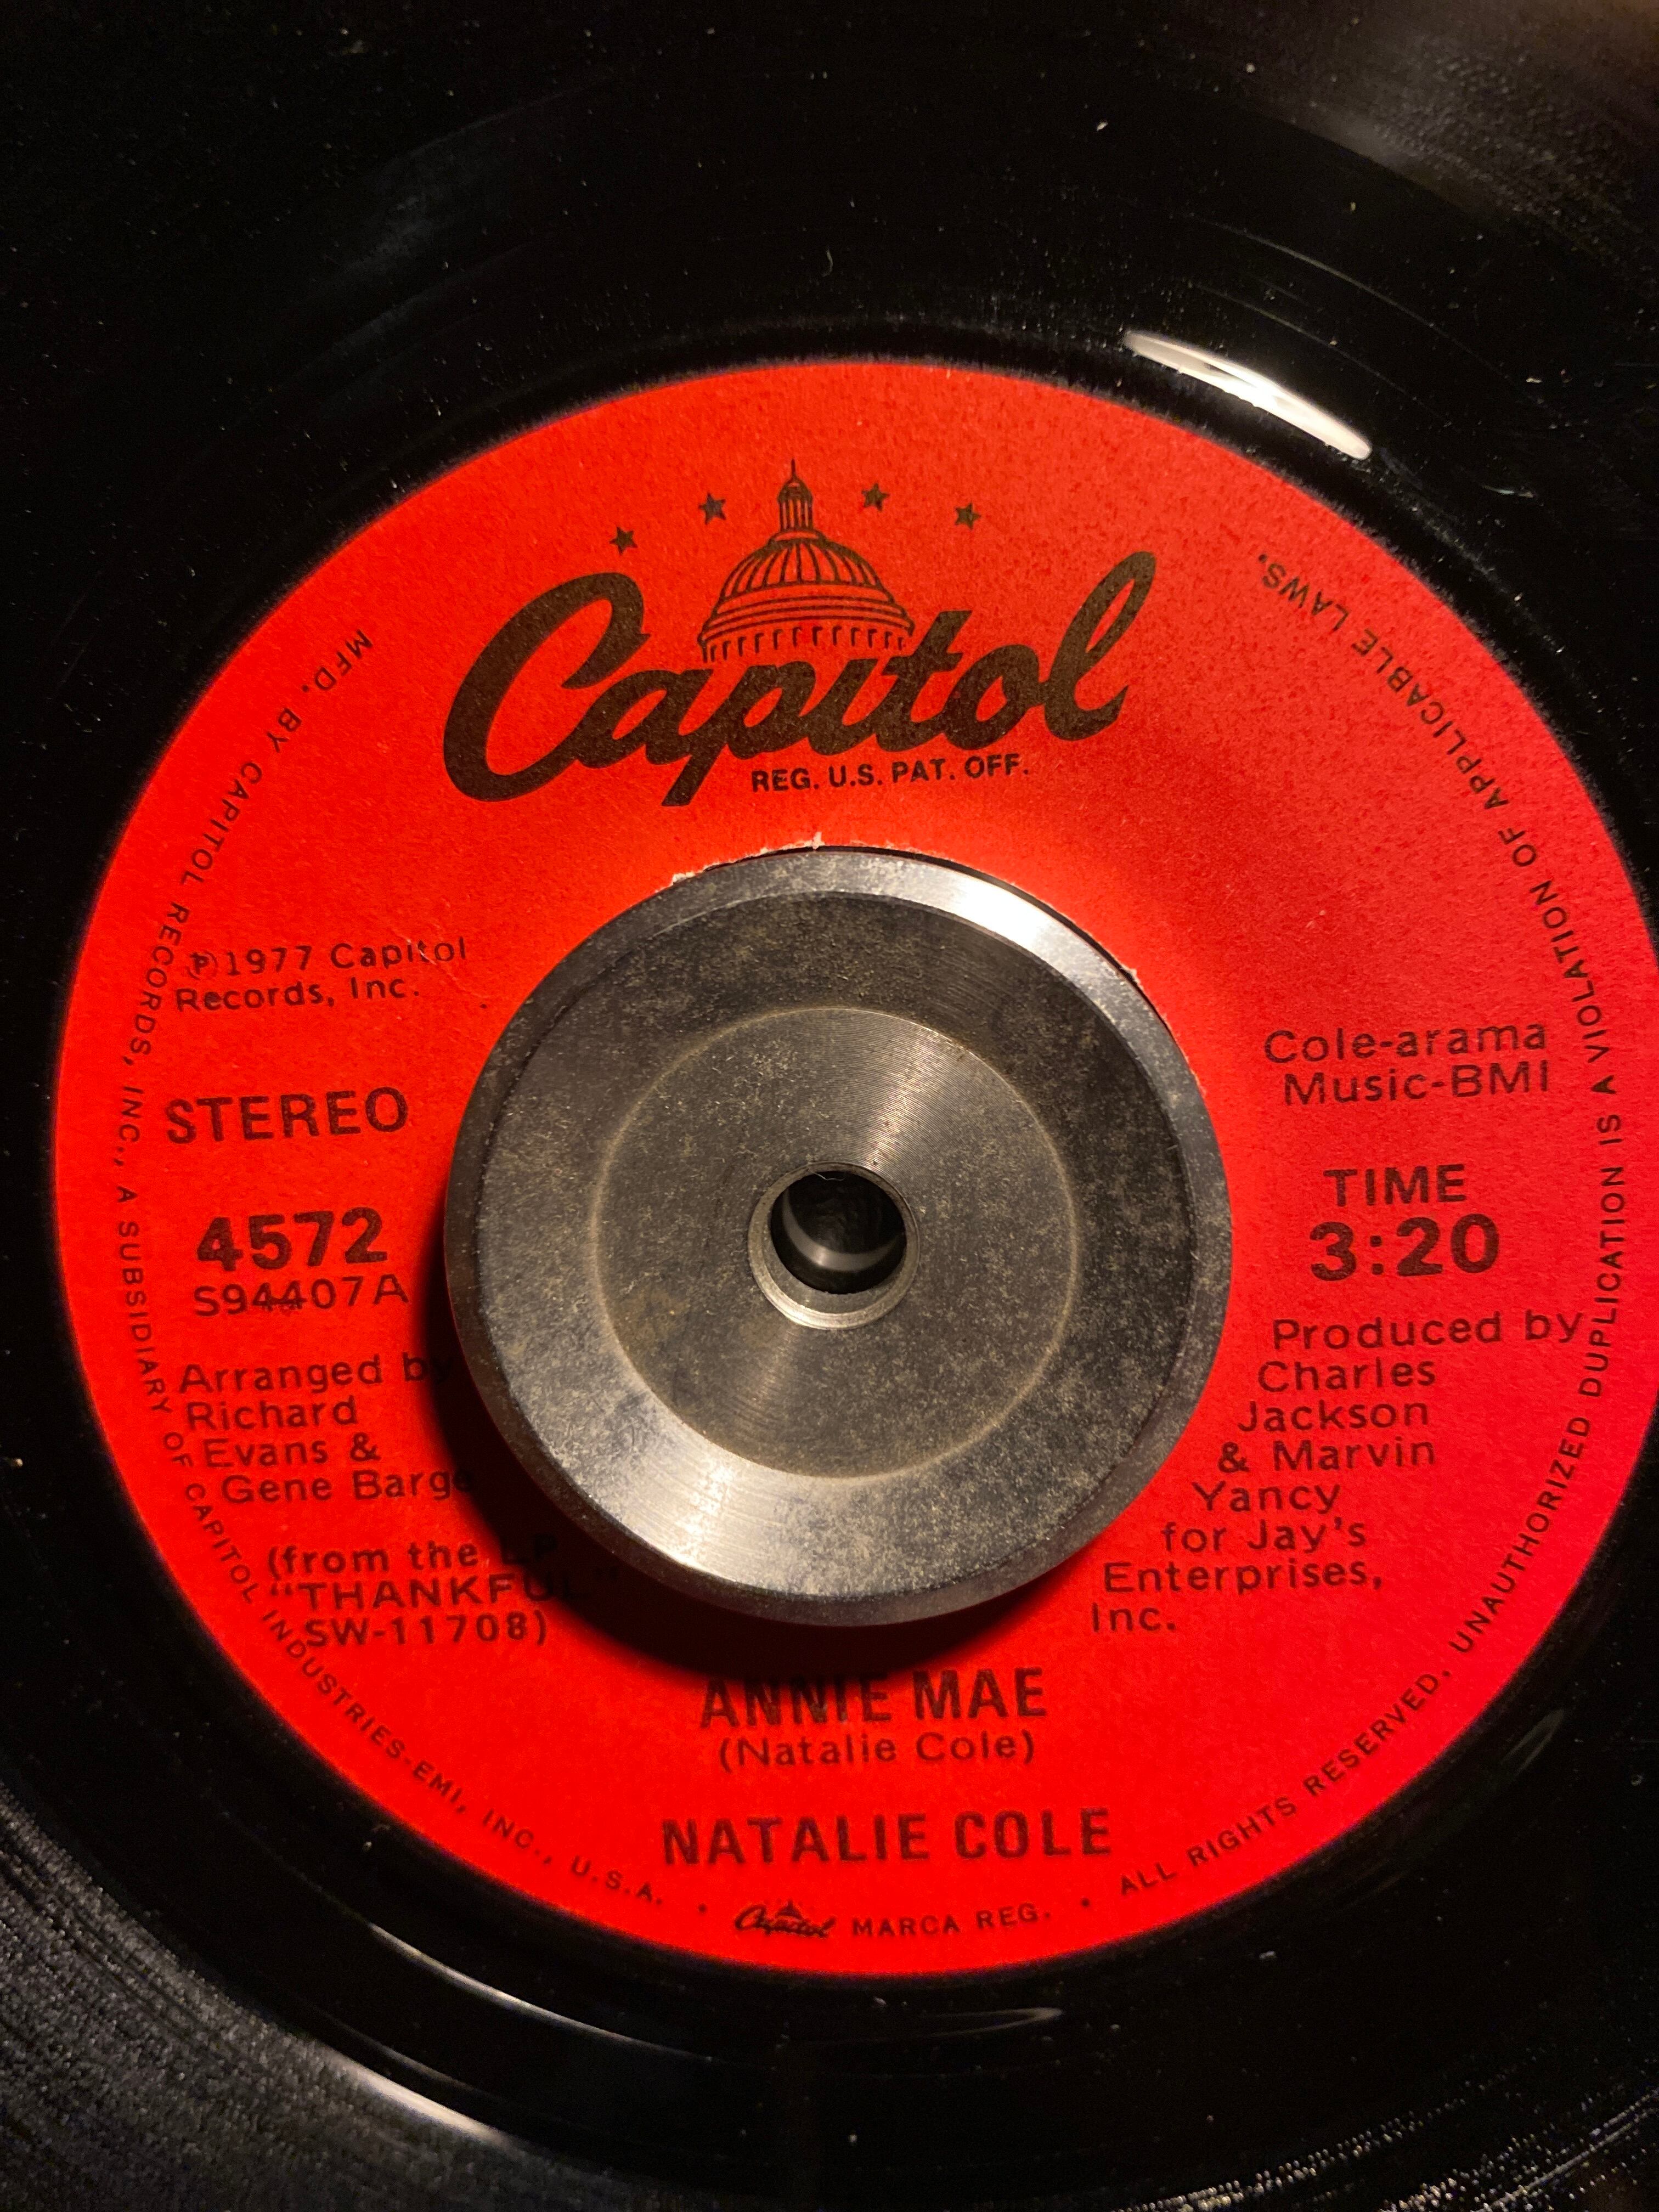 Capitol
REG. U.S. PAT. OFF.
℗1977 Capitol
Records, Inc.
STEREO
4572
S94407A
Arranged by
Richard
Evans &
Gene Barge
(from the LP
"THANKFUL"
SW-11708)
Cole-arama
Music-BMI
TIME
3:20
Produced by
Charles
Jackson
& Marvin
Yancy
for Jay's
Enterprises,
Inc.
ANNIE MAE
(Natalie Cole)
NATALIE COLE
MFD. BY CAPITOL RECORDS, INC., A SUBSIDIARY OF CAPITOL INDUSTRIES-EMI, INC., U.S.A. • Capitol MARCA REG. • ALL RIGHTS RESERVED. UNAUTHORIZED DUPLICATION IS A VIOLATION OF APPLICABLE LAWS.